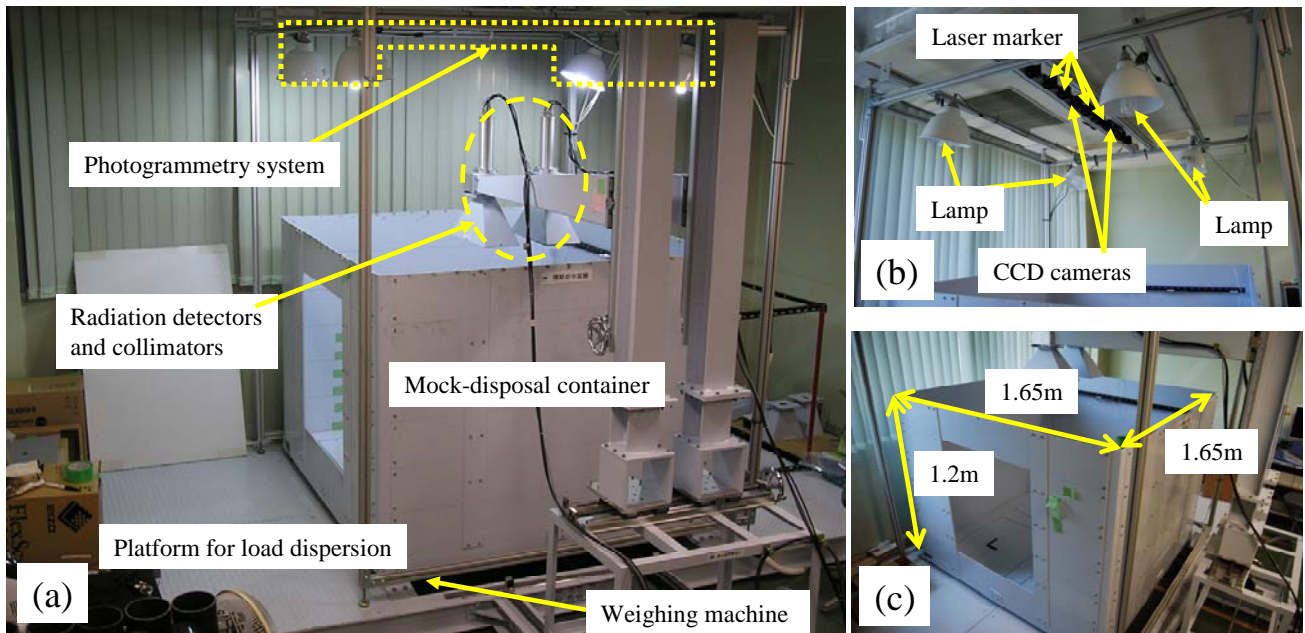 Photogrammetry system
Radiation detectors
and collimators
Mock-disposal container
Platform for load dispersion
Weighing machine
(a)
Laser marker
Lamp
Lamp
CCD cameras
(b)
1.65m
1.65m
1.2m
(c)
EIZO